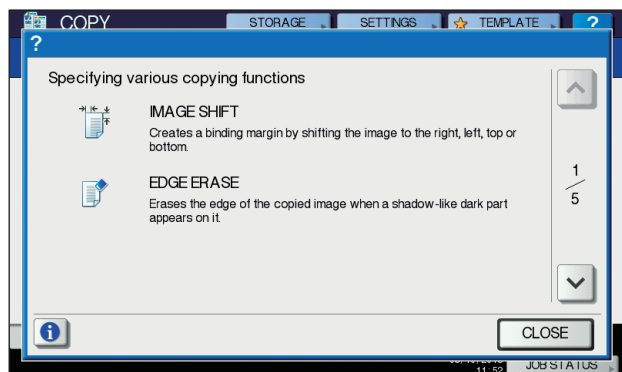 COPY
STORAGE
SETTINGS
TEMPLATE
?
?
Specifying various copying functions
IMAGE SHIFT
Creates a binding margin by shifting the image to the right, left, top or
bottom.
EDGE ERASE
Erases the edge of the copied image when a shadow-like dark part
appears on it.
1
5
CLOSE
11:52
JOB STATUS